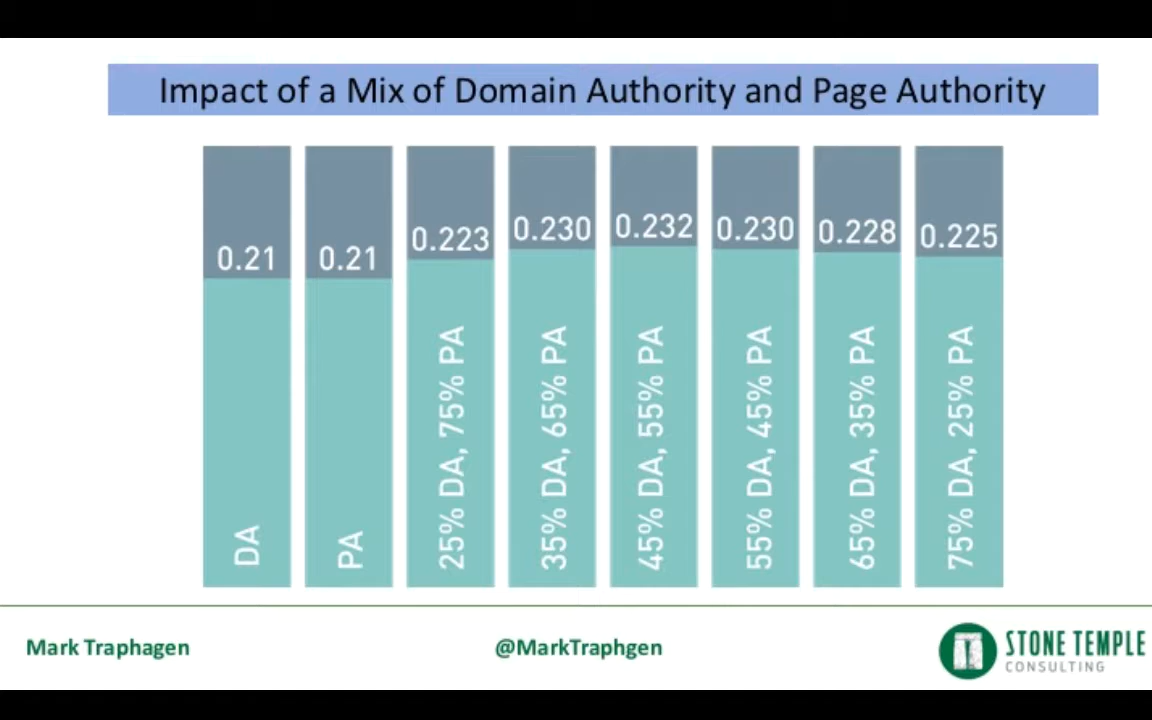 Impact of a Mix of Domain Authority and Page Authority
0.21
0.21
0.223
0.230
0.232
0.230
0.228
0.225
DA
PA
25% DA, 75% PA
35% DA, 65% PA
45% DA, 55% PA
55% DA, 45% PA
65% DA, 35% PA
75% DA, 25% PA
Mark Traphagen
@MarkTraphgen
STONE TEMPLE
CONSULTING